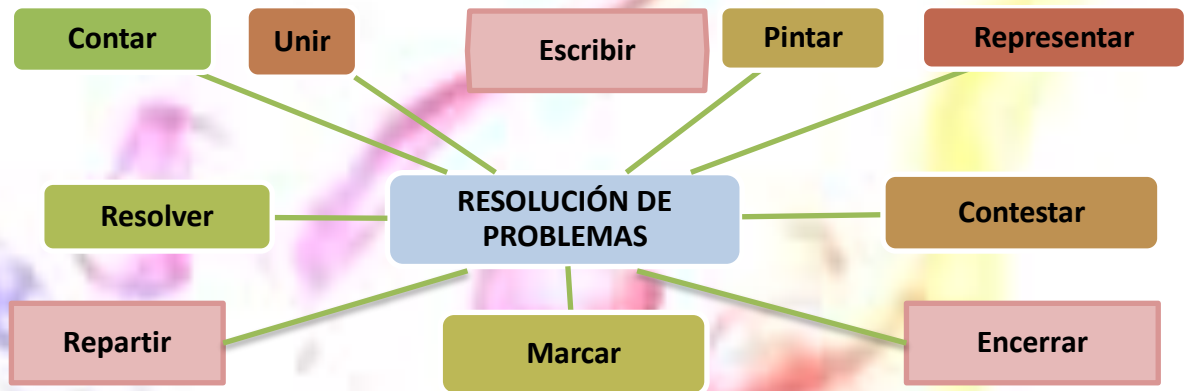 Contar
Unir
Escribir
Pintar
Representar
Resolver
RESOLUCIÓN DE
PROBLEMAS
Contestar
Repartir
Marcar
Encerrar